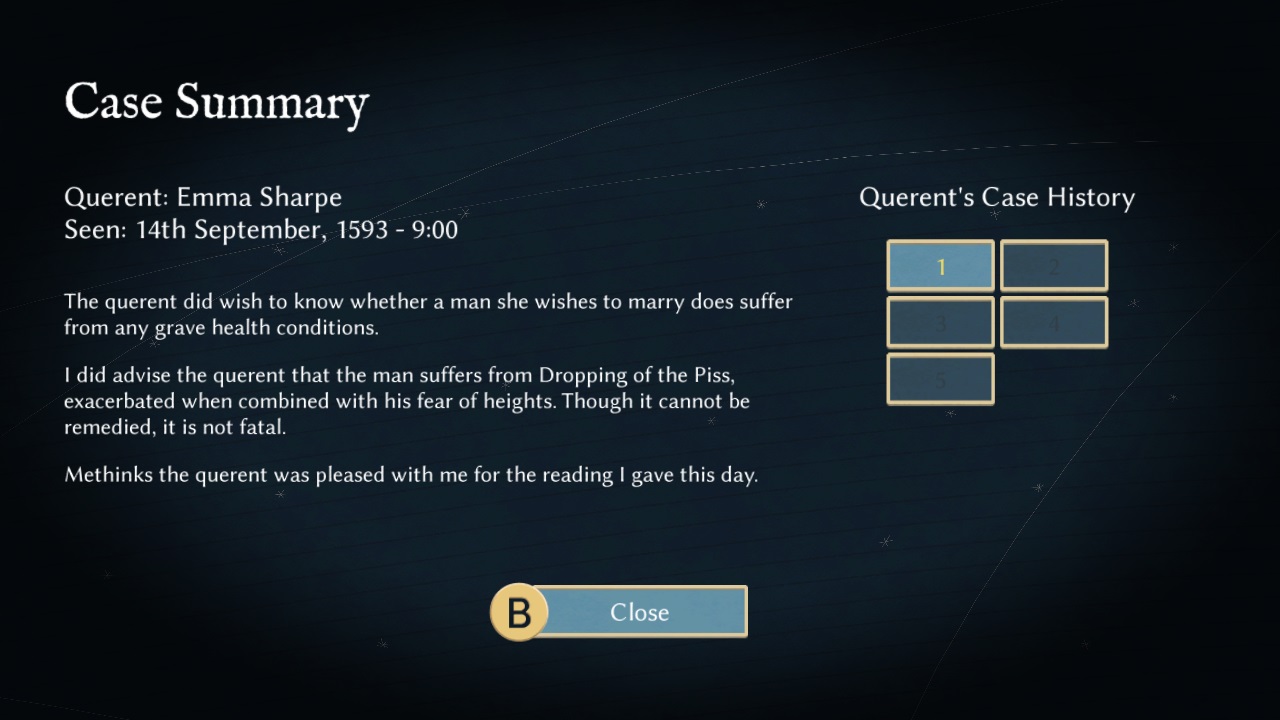 Case Summary
Querent: Emma Sharpe
Seen: 14th September, 1593 - 9:00
The querent did wish to know whether a man she wishes to marry does suffer
from any grave health conditions.
I did advise the querent that the man suffers from Dropping of the Piss,
exacerbated when combined with his fear of heights. Though it cannot be
remedied, it is not fatal.
Methinks the querent was pleased with me for the reading I gave this day.
Querent's Case History
1
2
3
4
5
B Close